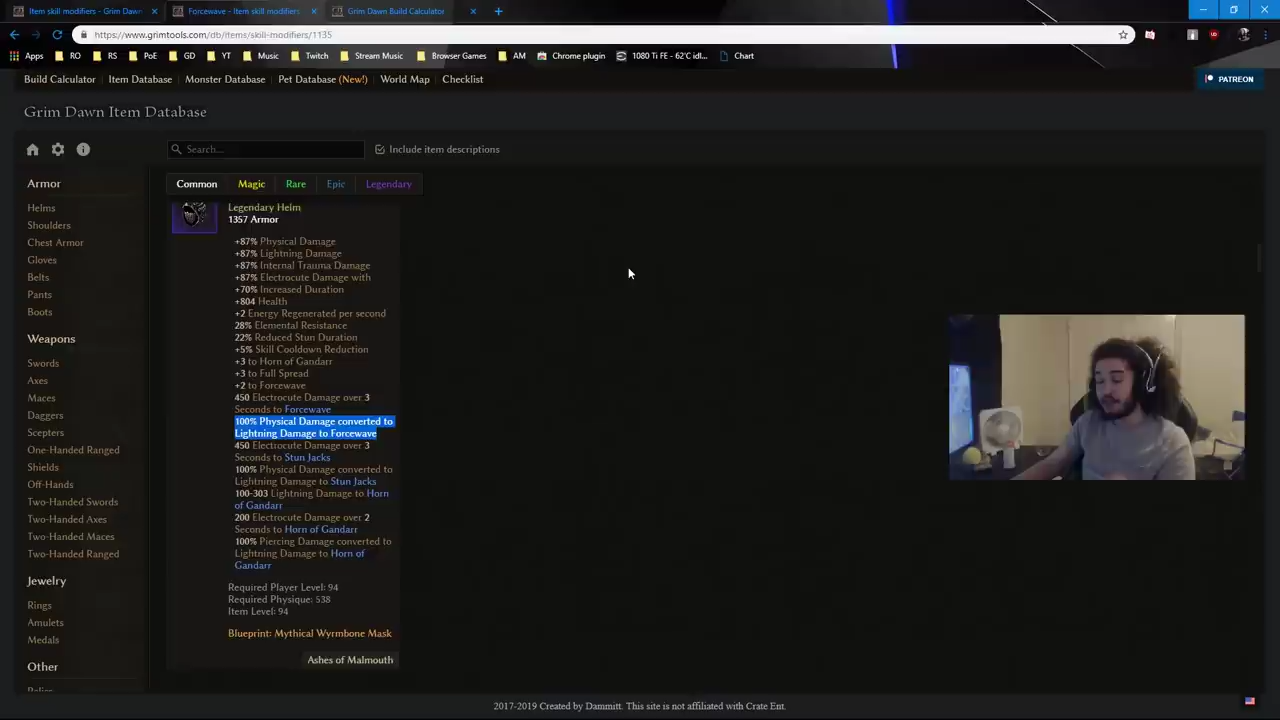 Item skill modifiers - Grim Dawn
Forcewave - Item skill modifiers
Grim Dawn Build Calculator
https://www.grimtools.com/db/items/skill-modifiers/1135
Apps RO RS PoE GD YT Music Twitch Stream Music Browser Games AM Chrome plugin 1080 Ti FE - 62°C idl... Chart
Build Calculator Item Database Monster Database Pet Database (New!) World Map Checklist
PATREON
Grim Dawn Item Database
Search...
Include item descriptions
Common Magic Rare Epic Legendary
Armor
Helms
Shoulders
Chest Armor
Gloves
Belts
Pants
Boots
Weapons
Swords
Axes
Maces
Daggers
Scepters
One-Handed Ranged
Shields
Off-Hands
Two-Handed Swords
Two-Handed Axes
Two-Handed Maces
Two-Handed Ranged
Jewelry
Rings
Amulets
Medals
Other
Relics
Legendary Helm
1357 Armor
+87% Physical Damage
+87% Lightning Damage
+87% Internal Trauma Damage
+87% Electrocute Damage with
+70% Increased Duration
+804 Health
+2 Energy Regenerated per second
28% Elemental Resistance
22% Reduced Stun Duration
+5% Skill Cooldown Reduction
+3 to Horn of Gandarr
+3 to Full Spread
+2 to Forcewave
450 Electrocute Damage over 3
Seconds to Forcewave
100% Physical Damage converted to
Lightning Damage to Forcewave
450 Electrocute Damage over 3
Seconds to Stun Jacks
100% Physical Damage converted to
Lightning Damage to Stun Jacks
100-303 Lightning Damage to Horn
of Gandarr
200 Electrocute Damage over 2
Seconds to Horn of Gandarr
100% Piercing Damage converted to
Lightning Damage to Horn of
Gandarr
Required Player Level: 94
Required Physique: 538
Item Level: 94
Blueprint: Mythical Wyrmbone Mask
Ashes of Malmouth
2017-2019 Created by Dammitt. This site is not affiliated with Crate Ent.